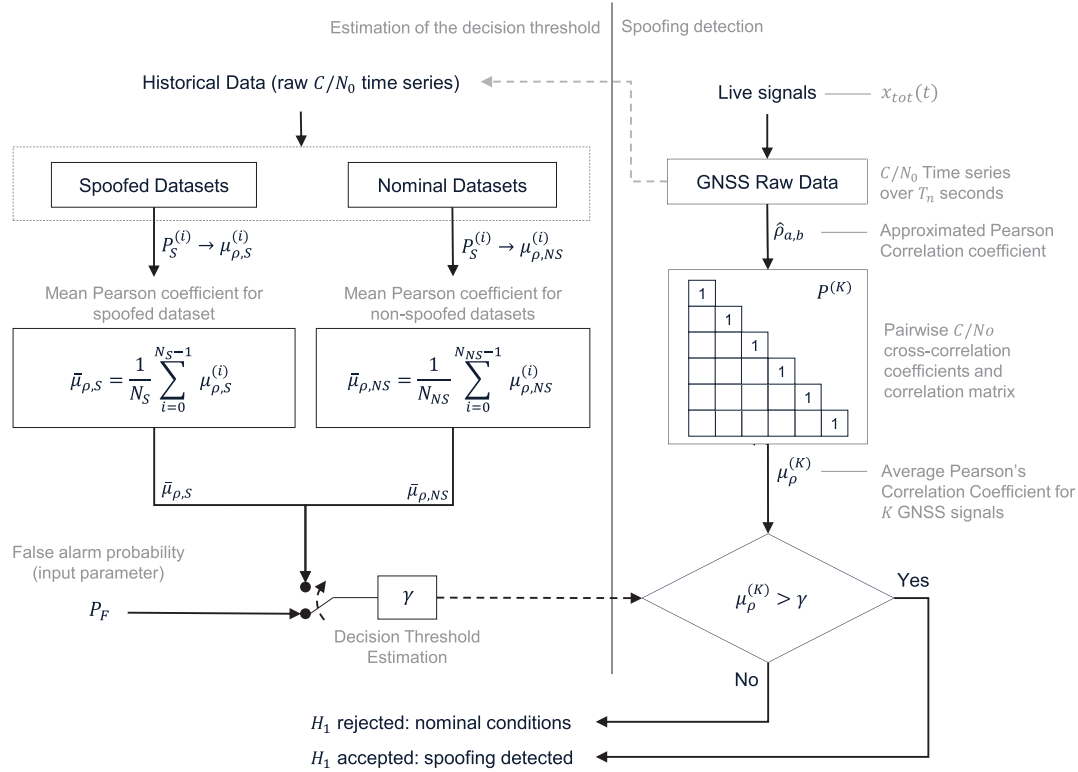 Estimation of the decision threshold
Spoofing detection
Historical Data (raw C/N₀ time series)
Live signals
x_tot(t)
Spoofed Datasets
Nominal Datasets
GNSS Raw Data
C/N₀ Time series
over T_n seconds
P_S^(i) → μ_ρ,S^(i)
P_S^(i) → μ_ρ,NS^(i)
ρ̂_a,b
Approximated Pearson
Correlation coefficient
Mean Pearson coefficient for
spoofed dataset
Mean Pearson coefficient for
non-spoofed datasets
μ̄_ρ,S = 1/N_S ∑_{i=0}^{N_S−1} μ_ρ,S^(i)
μ̄_ρ,NS = 1/N_NS ∑_{i=0}^{N_NS−1} μ_ρ,NS^(i)
P^(K)
1
1
1
1
1
1
Pairwise C/No
cross-correlation
coefficients and
correlation matrix
μ̄_ρ,S
μ̄_ρ,NS
μ_ρ^(K)
Average Pearson's
Correlation Coefficient for
K GNSS signals
False alarm probability
(input parameter)
P_F
γ
Decision Threshold
Estimation
μ_ρ^(K) > γ
Yes
No
H₁ rejected: nominal conditions
H₁ accepted: spoofing detected